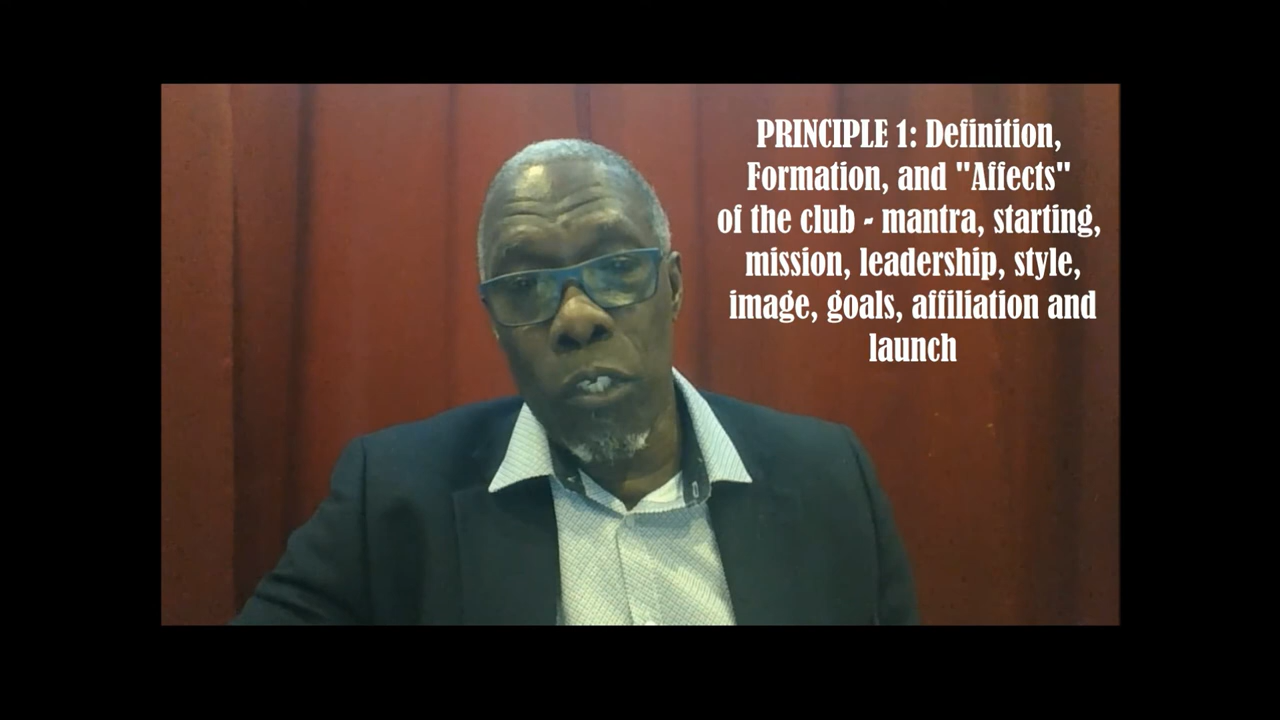 PRINCIPLE 1: Definition,
Formation, and "Affects"
of the club - mantra, starting,
mission, leadership, style,
image, goals, affiliation and
launch